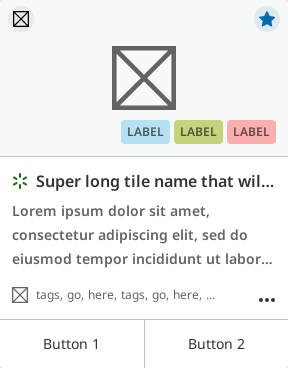 LABEL LABEL LABEL
Super long tile name that wil...
Lorem ipsum dolor sit amet,
consectetur adipiscing elit, sed do
eiusmod tempor incididunt ut labor...
tags, go, here, tags, go, here, ...
Button 1 Button 2